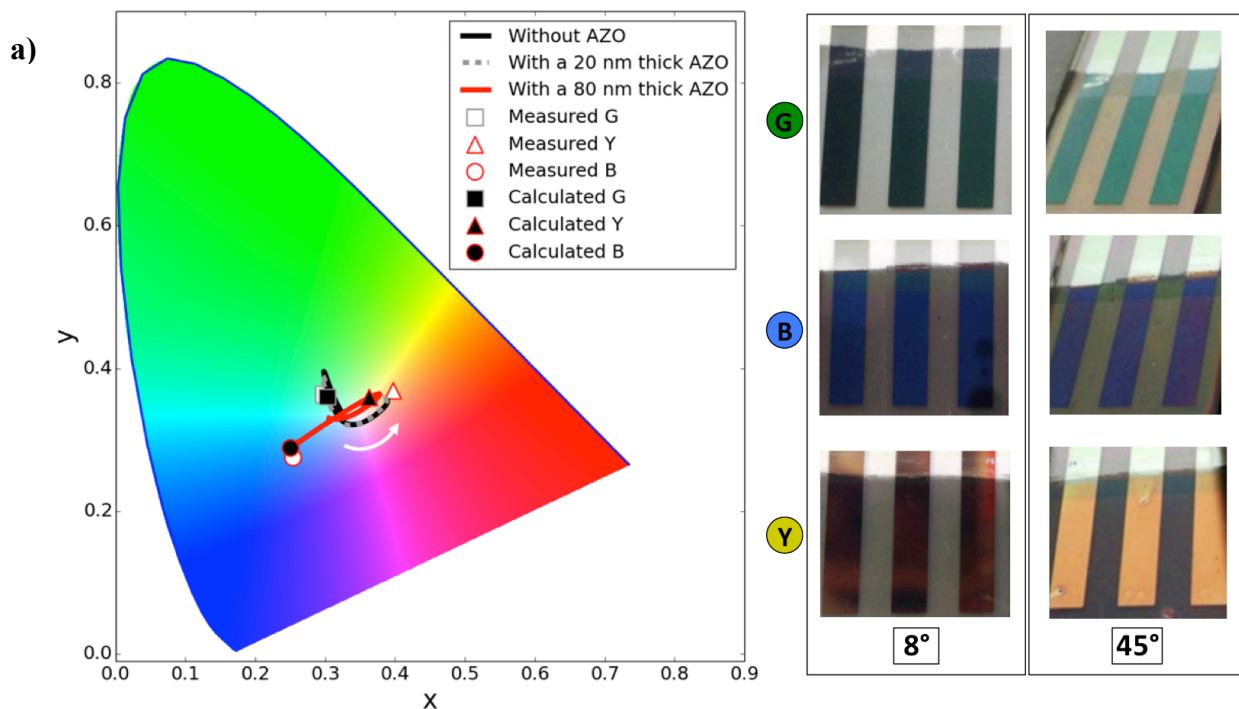 a)
Without AZO
With a 20 nm thick AZO
With a 80 nm thick AZO
Measured G
Measured Y
Measured B
Calculated G
Calculated Y
Calculated B
0.8
0.6
0.4
0.2
0.0
y
0.0 0.1 0.2 0.3 0.4 0.5 0.6 0.7 0.8 0.9
x
G
B
Y
8°
45°